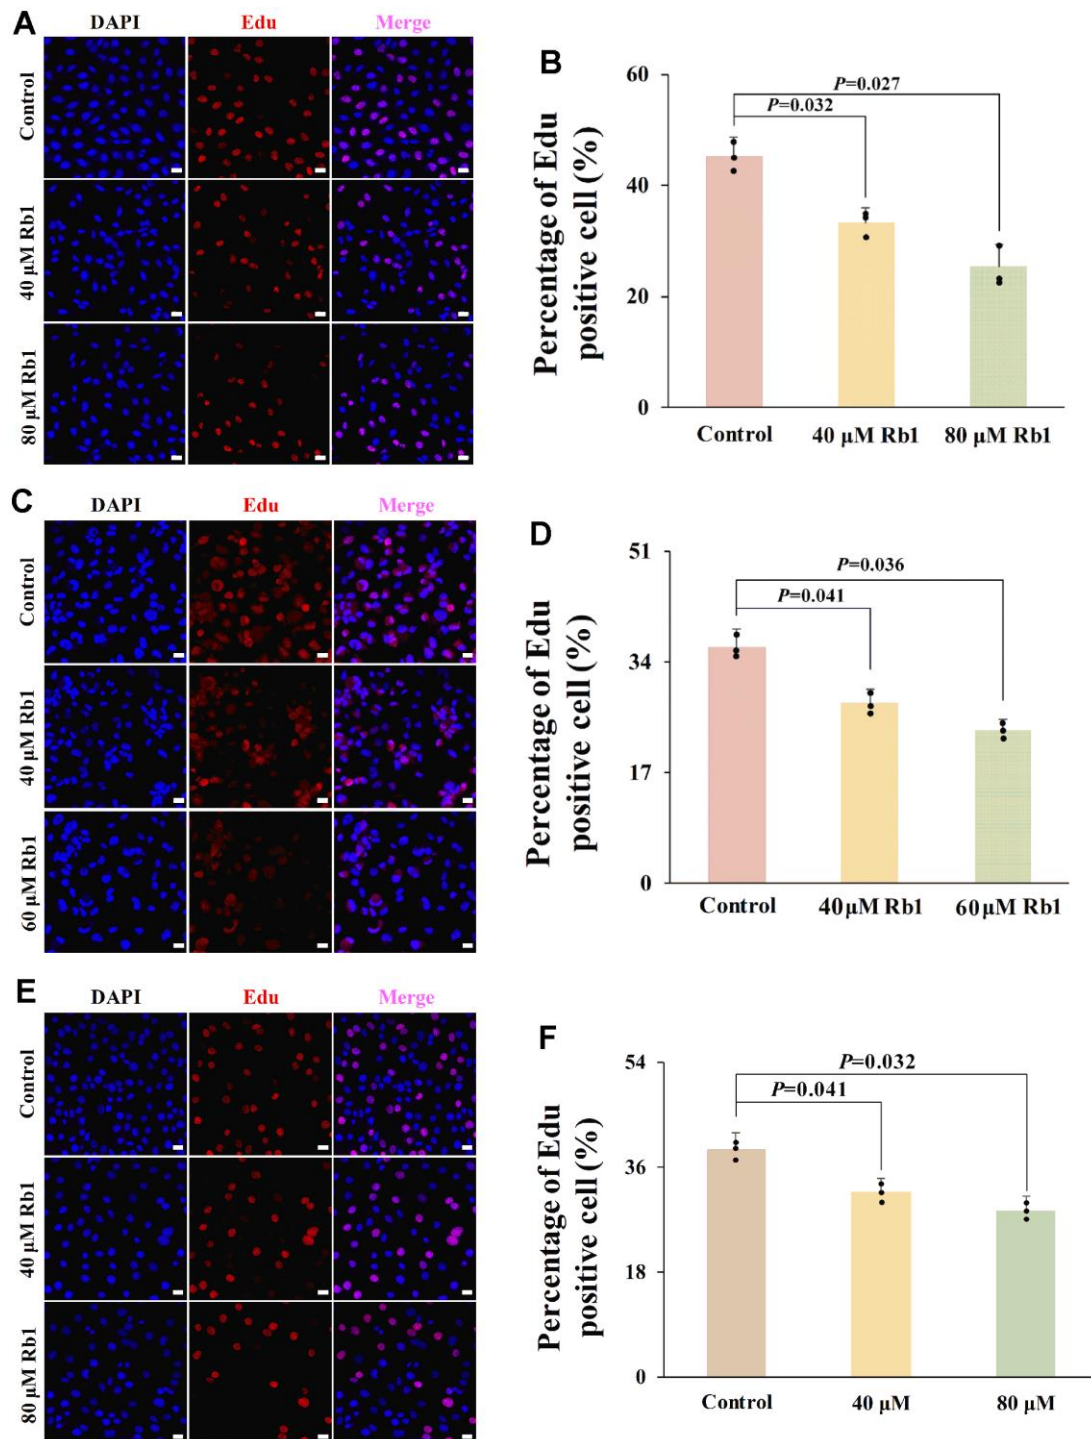 A
DAPI Edu Merge
Control
40 μM Rb1
80 μM Rb1
B
Percentage of Edu
positive cell (%)
60
40
20
0
P=0.027
P=0.032
Control 40 μM Rb1 80 μM Rb1
C
DAPI Edu Merge
Control
40 μM Rb1
60 μM Rb1
D
Percentage of Edu
positive cell (%)
51
34
17
0
P=0.036
P=0.041
Control 40μM Rb1 60μM Rb1
E
DAPI Edu Merge
Control
40 μM Rb1
80 μM Rb1
F
Percentage of Edu
positive cell (%)
54
36
18
0
P=0.032
P=0.041
Control 40 μM 80 μM